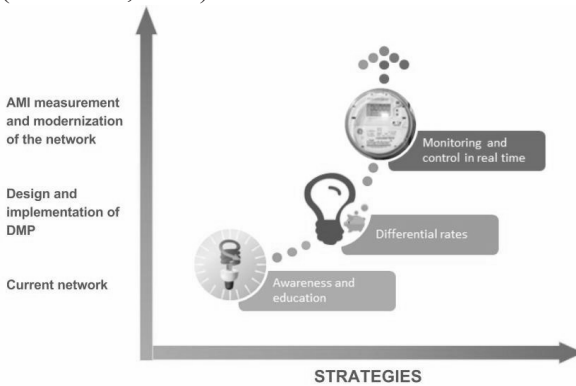 AMI measurement
and modernization
of the network
Monitoring and
control in real time
Design and
implementation of
DMP
Differential rates
Current network
Awareness and
education
STRATEGIES